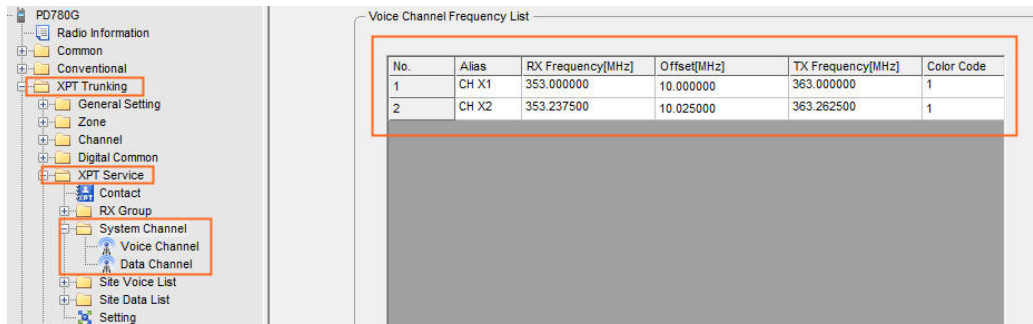 PD780G
Radio Information
Common
Conventional
XPT Trunking
General Setting
Zone
Channel
Digital Common
XPT Service
Contact
RX Group
System Channel
Voice Channel
Data Channel
Site Voice List
Site Data List
Setting
Voice Channel Frequency List
No. Alias RX Frequency[MHz] Offset[MHz] TX Frequency[MHz] Color Code
1 CH X1 353.000000 10.000000 363.000000 1
2 CH X2 353.237500 10.025000 363.262500 1